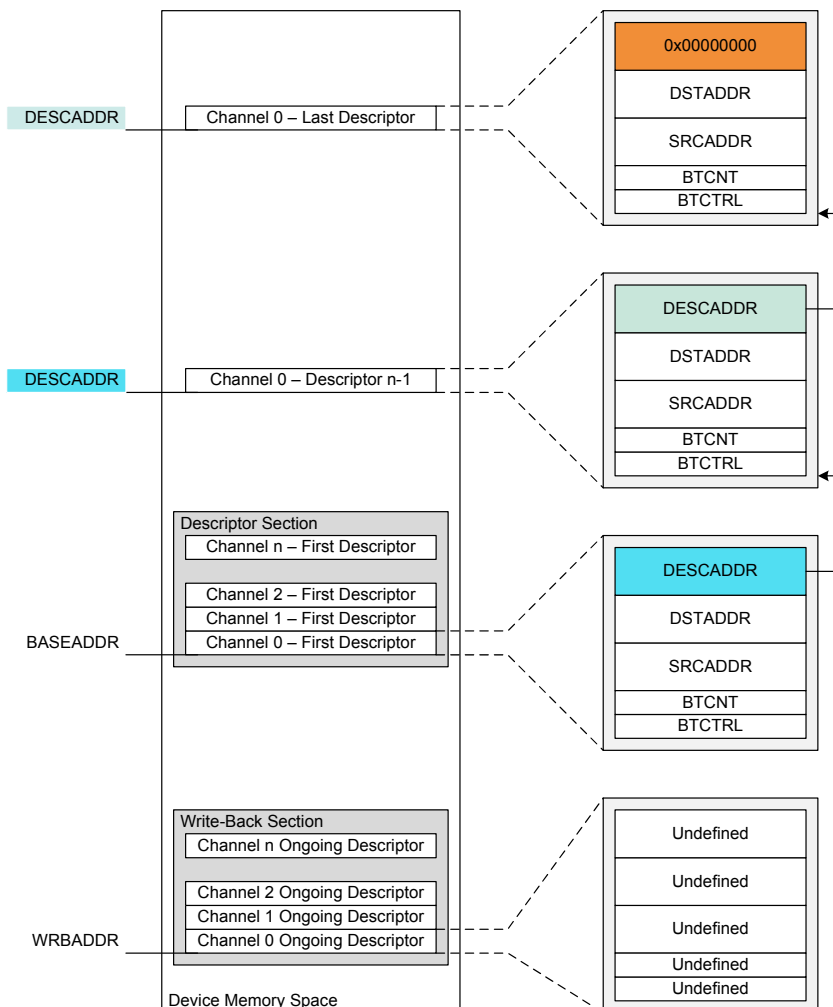 0x00000000
DSTADDR
DESCADDR
Channel 0 – Last Descriptor
SRCADDR
BTCNT
BTCTRL
DESCADDR
DSTADDR
DESCADDR
Channel 0 – Descriptor n-1
SRCADDR
BTCNT
BTCTRL
Descriptor Section
Channel n – First Descriptor
DESCADDR
Channel 2 – First Descriptor
Channel 1 – First Descriptor
DSTADDR
BASEADDR
Channel 0 – First Descriptor
SRCADDR
BTCNT
BTCTRL
Write-Back Section
Channel n Ongoing Descriptor
Undefined
Channel 2 Ongoing Descriptor
Undefined
Channel 1 Ongoing Descriptor
WRBADDR
Channel 0 Ongoing Descriptor
Undefined
Undefined
Undefined
Device Memory Space